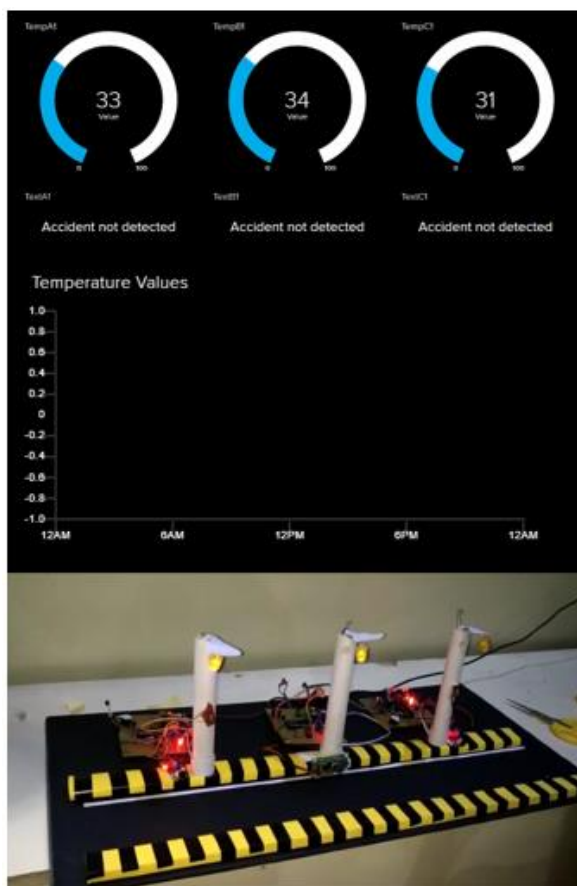 TempA1 TempB1 TempC1
33 34 31
Value Value Value
0 100 0 100 0 100
TextA1 TextB1 TextC1
Accident not detected Accident not detected Accident not detected
Temperature Values
1.0
0.8
0.6
0.4
0.2
0
-0.2
-0.4
-0.6
-0.8
-1.0
12AM 6AM 12PM 6PM 12AM